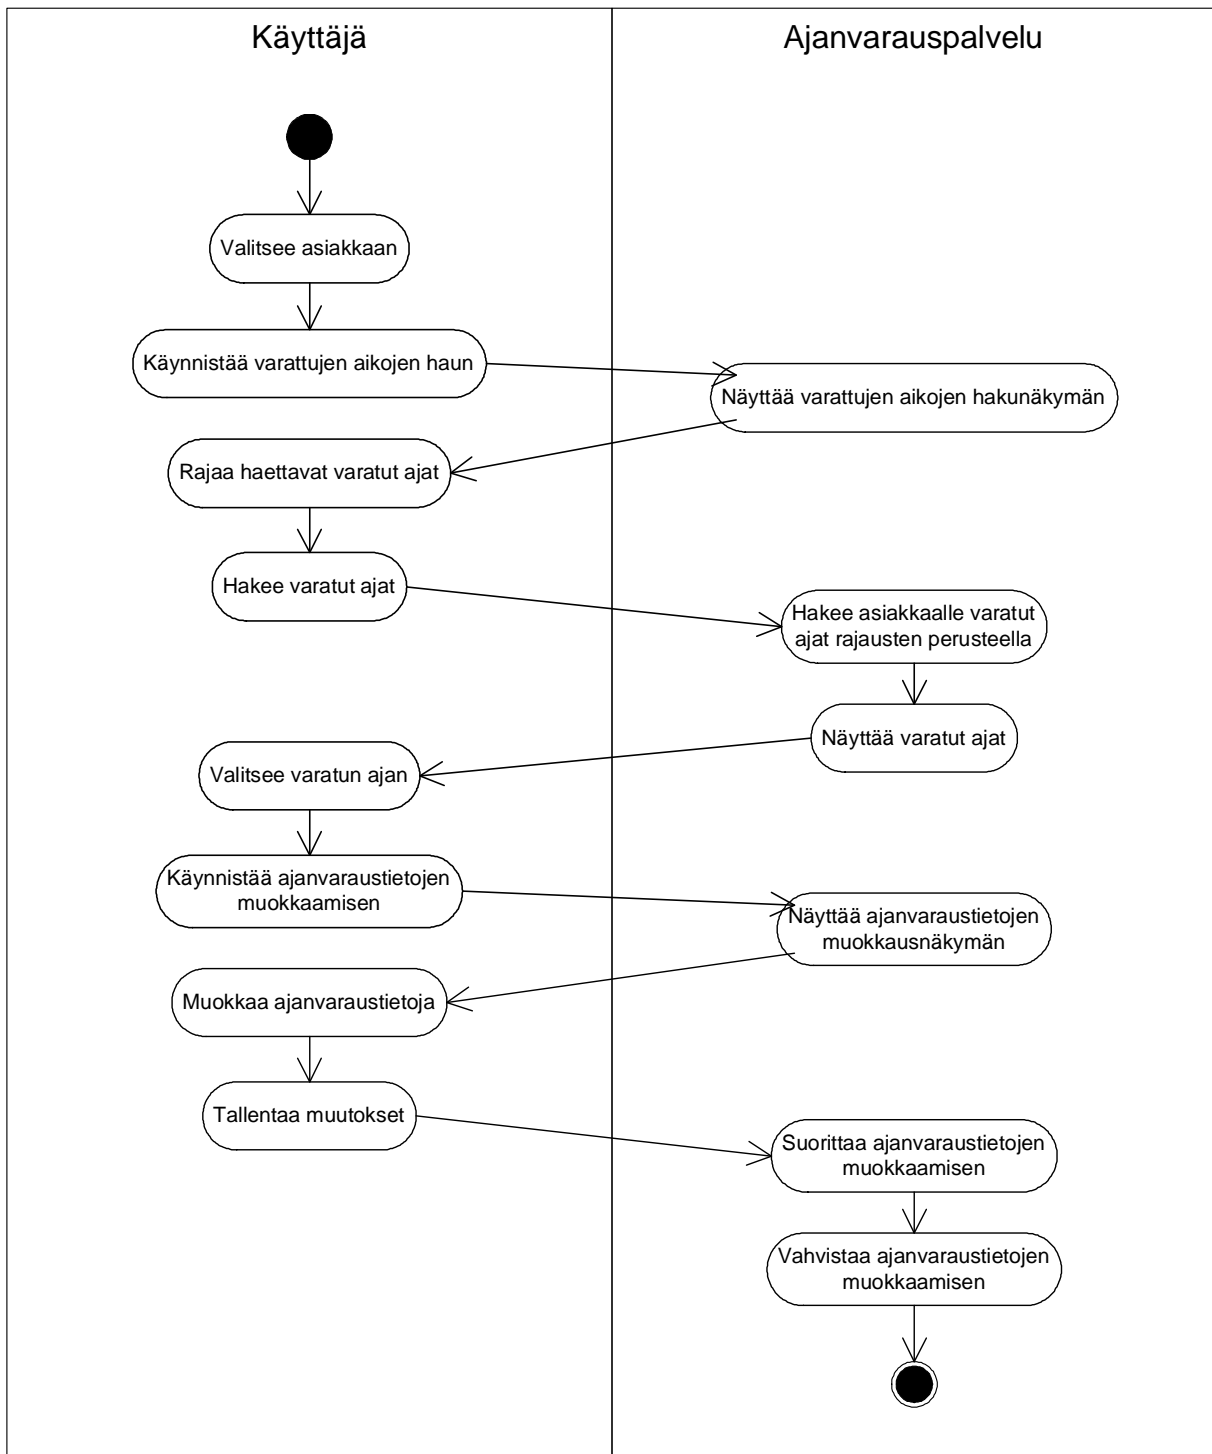 Käyttäjä
Ajanvarauspalvelu
Valitsee asiakkaan
Käynnistää varattujen aikojen haun
Näyttää varattujen aikojen hakunäkymän
Rajaa haettavat varatut ajat
Hakee varatut ajat
Hakee asiakkaalle varatut
ajat rajausten perusteella
Näyttää varatut ajat
Valitsee varatun ajan
Käynnistää ajanvaraustietojen
muokkaamisen
Näyttää ajanvaraustietojen
muokkausnäkymän
Muokkaa ajanvaraustietoja
Tallentaa muutokset
Suorittaa ajanvaraustietojen
muokkaamisen
Vahvistaa ajanvaraustietojen
muokkaamisen